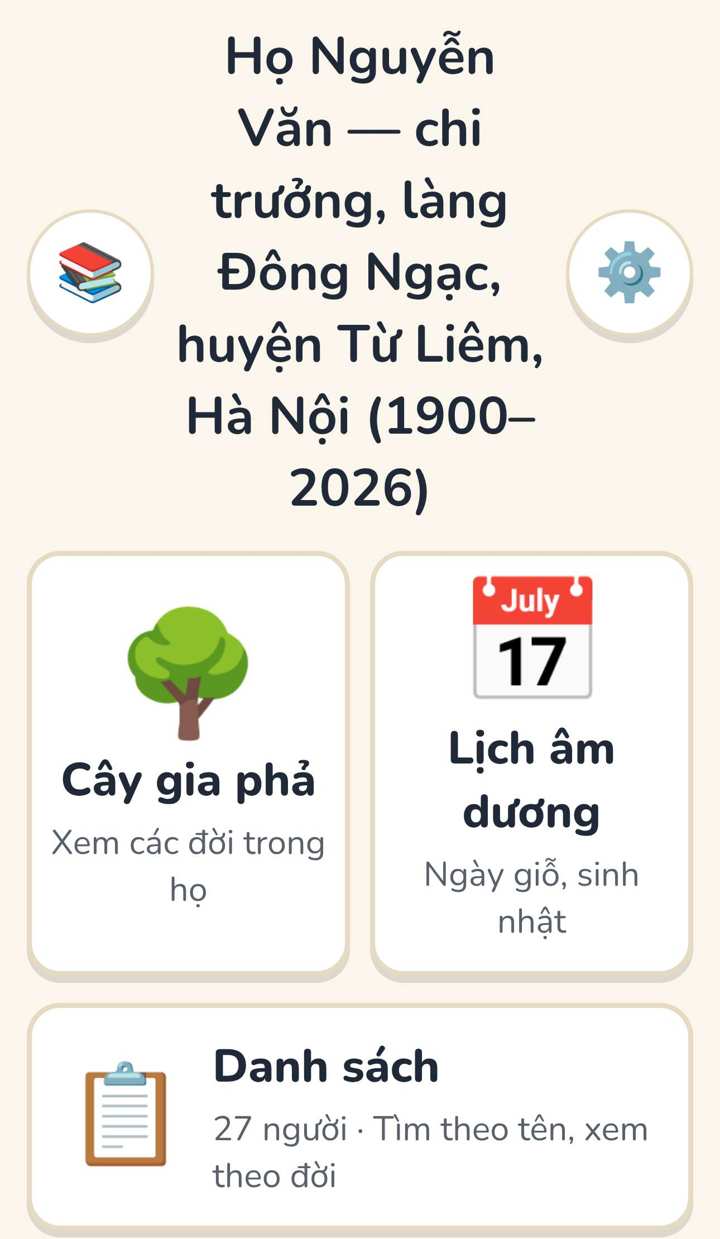 Họ Nguyễn
Văn — chi
trưởng, làng
Đông Ngạc,
huyện Từ Liêm,
Hà Nội (1900–
2026)
Cây gia phả
Xem các đời trong
họ
July
17
Lịch âm
dương
Ngày giỗ, sinh
nhật
Danh sách
27 người · Tìm theo tên, xem
theo đời